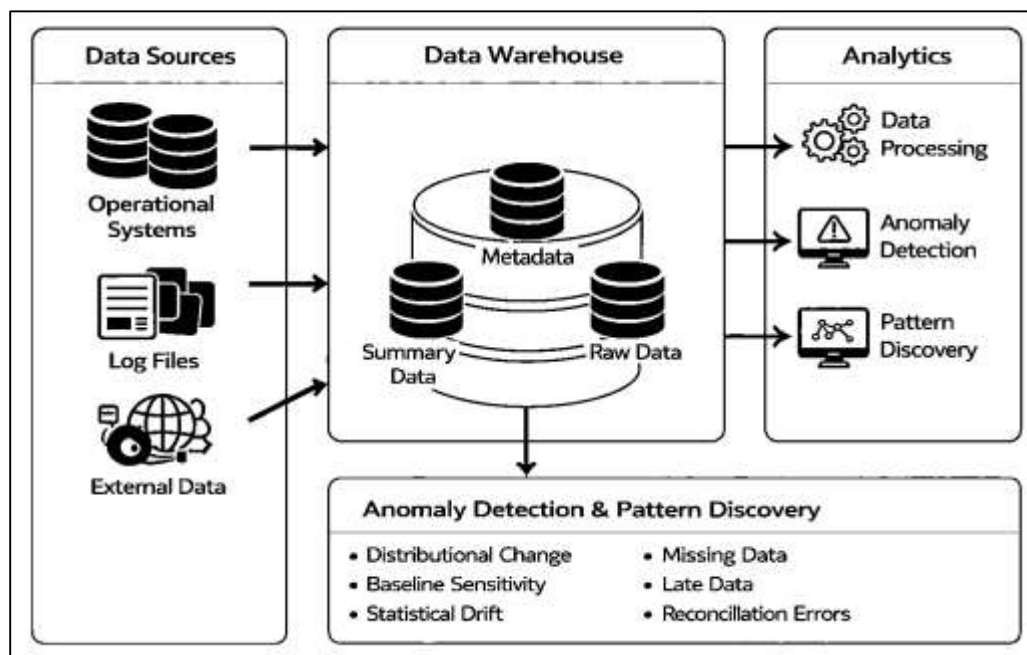 Data Sources
Operational
Systems
Log Files
External Data
Data Warehouse
Metadata
Summary
Data
Raw Data
Analytics
Data
Processing
Anomaly
Detection
Pattern
Discovery
Anomaly Detection & Pattern Discovery
• Distributional Change
• Baseline Sensitivity
• Statistical Drift
• Missing Data
• Late Data
• Reconcillation Errors